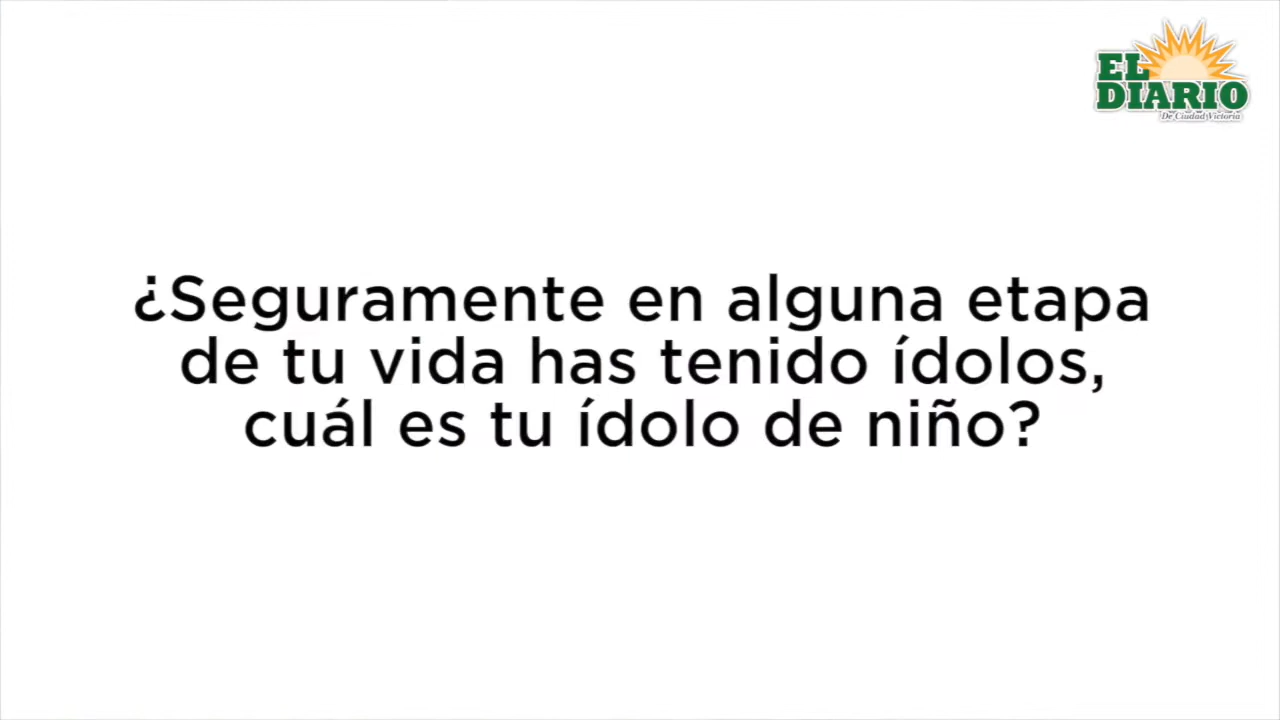 EL
DIARIO
De Ciudad Victoria
¿Seguramente en alguna etapa
de tu vida has tenido ídolos,
cuál es tu ídolo de niño?